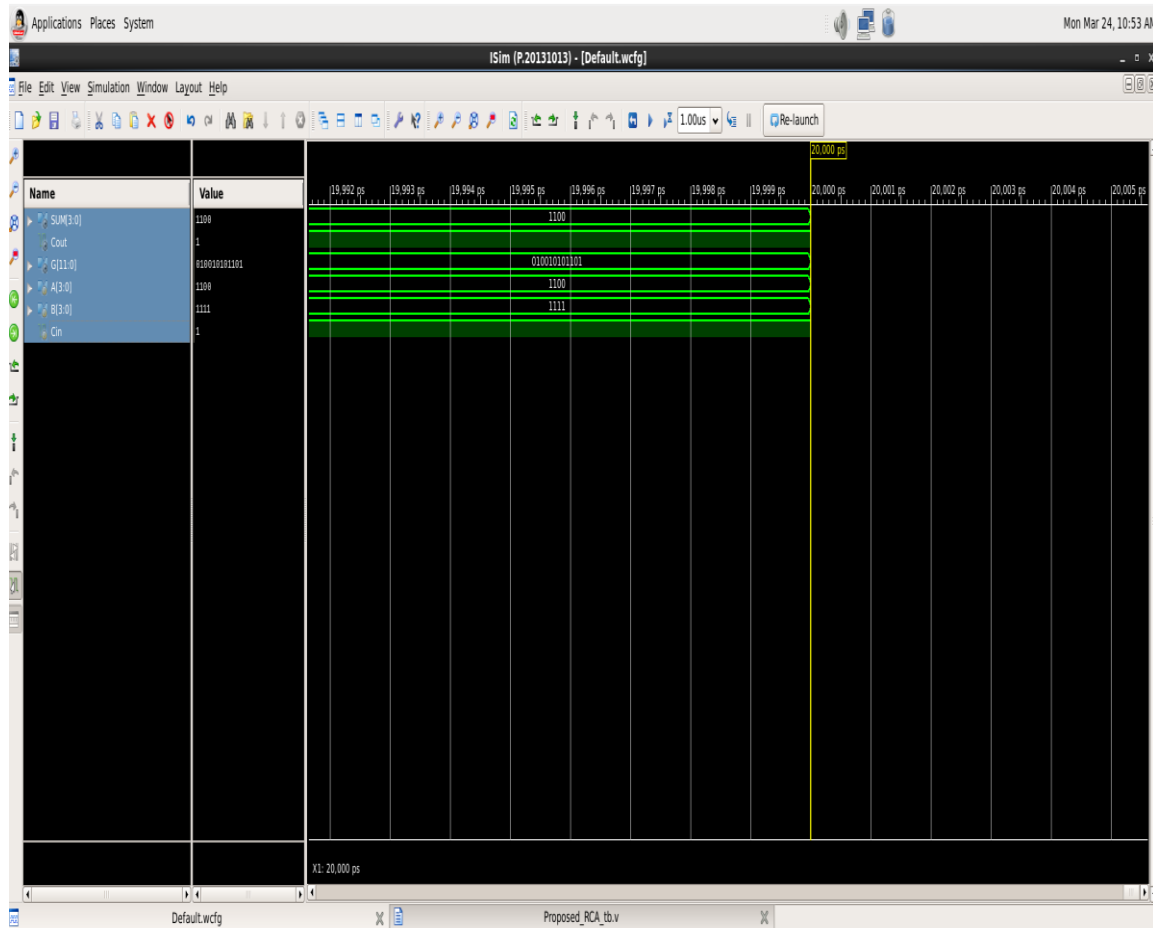 Applications Places System
Mon Mar 24, 10:53 AM
ISim (P.20131013) - [Default.wcfg]
File Edit View Simulation Window Layout Help
1.00us Re-launch
20,000 ps
Name Value
19,992 ps 19,993 ps 19,994 ps 19,995 ps 19,996 ps 19,997 ps 19,998 ps 19,999 ps 20,000 ps 20,001 ps 20,002 ps 20,003 ps 20,004 ps 20,005 ps
SUM[3:0] 1100 1100
Cout 1
G[11:0] 010010101101 010010101101
A[3:0] 1100 1100
B[3:0] 1111 1111
Cin 1
X1: 20,000 ps
Default.wcfg Proposed_RCA_tb.v